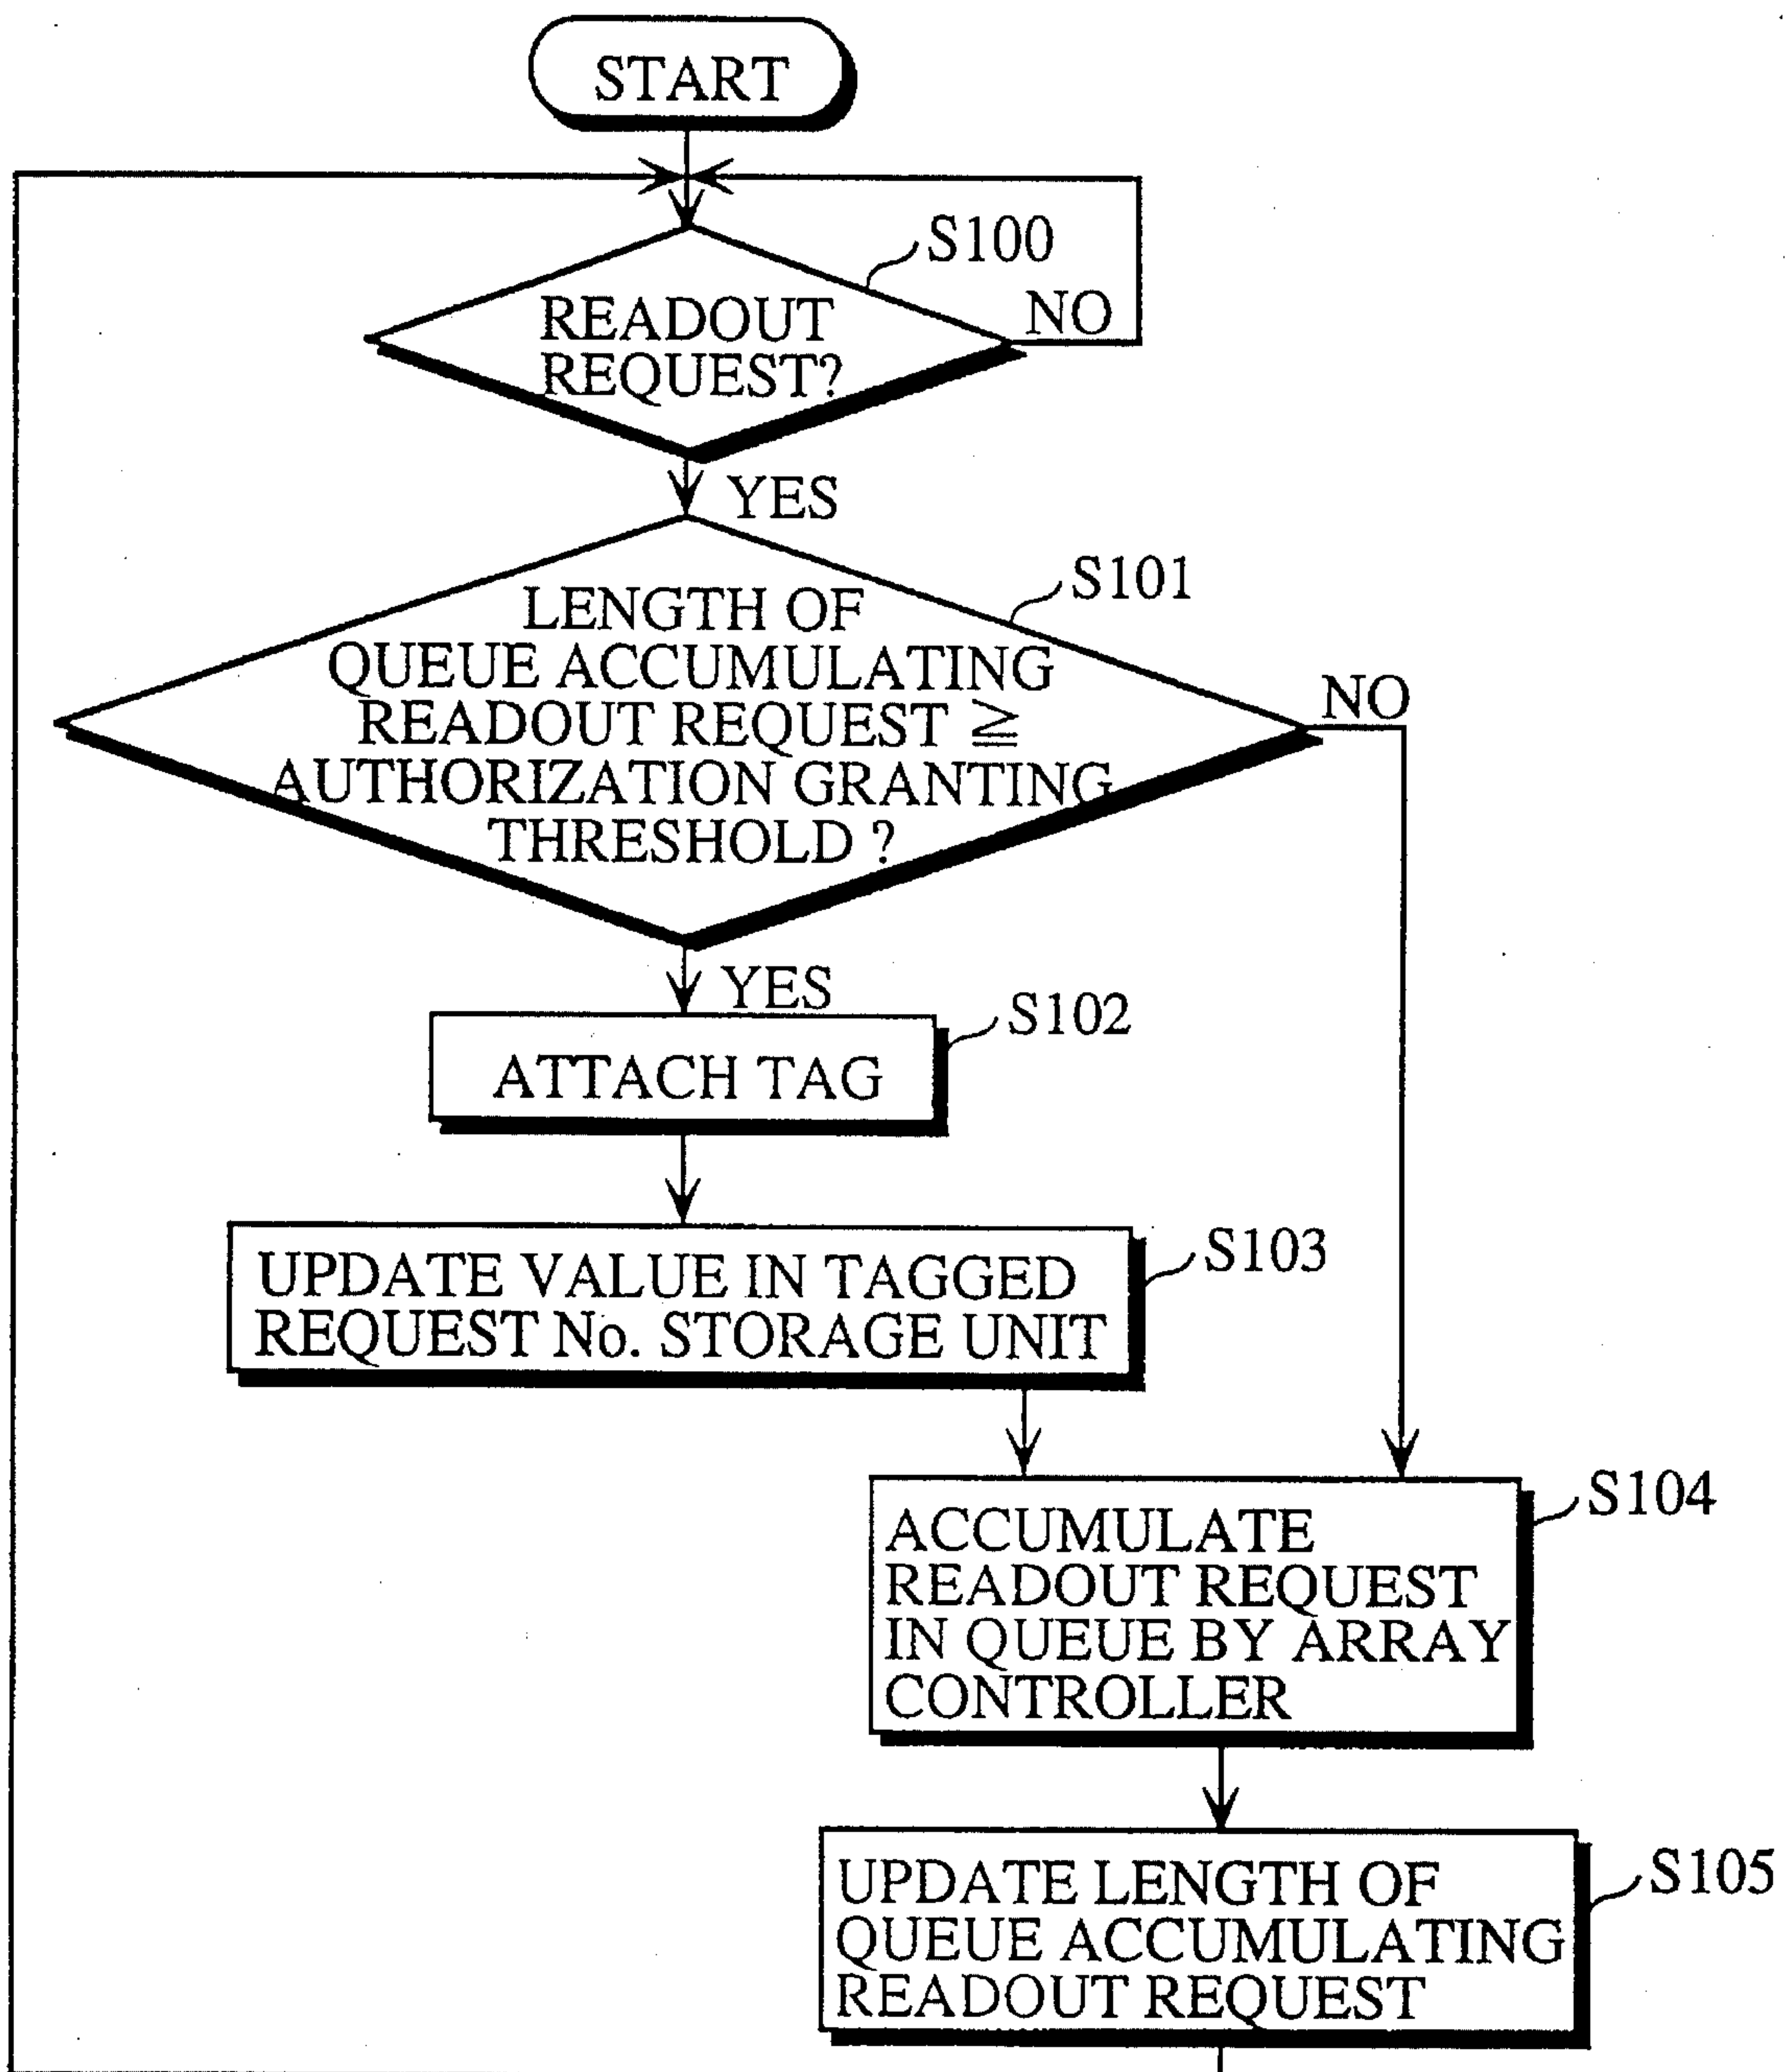 START
S100
READOUT
REQUEST?
NO
YES
S101
LENGTH OF
QUEUE ACCUMULATING
READOUT REQUEST ≧
AUTHORIZATION GRANTING
THRESHOLD ?
NO
YES
S102
ATTACH TAG
S103
UPDATE VALUE IN TAGGED
REQUEST No. STORAGE UNIT
S104
ACCUMULATE
READOUT REQUEST
IN QUEUE BY ARRAY
CONTROLLER
S105
UPDATE LENGTH OF
QUEUE ACCUMULATING
READOUT REQUEST